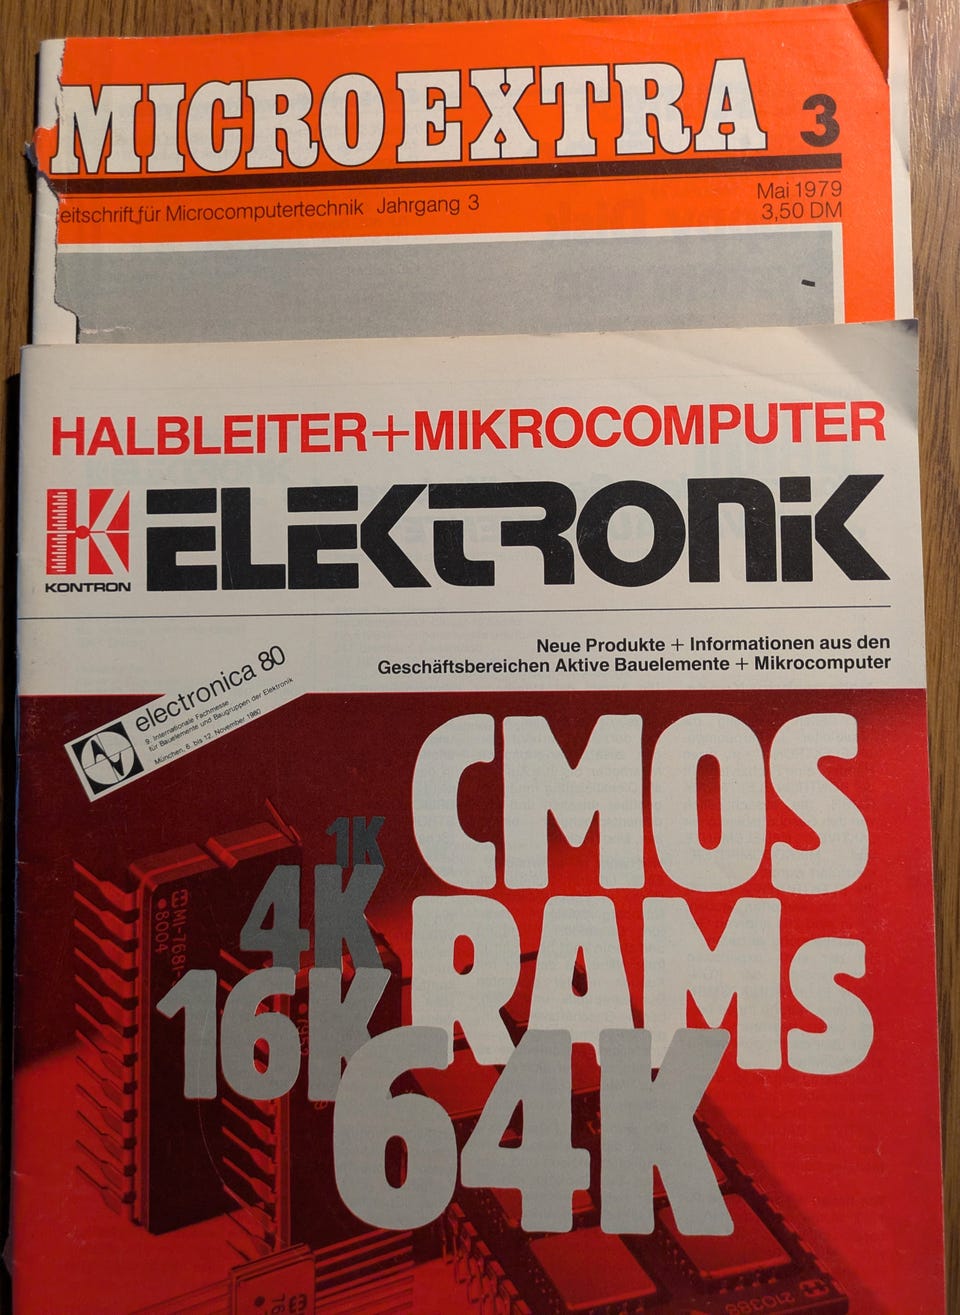 MICRO EXTRA 3
eitschrift für Microcomputertechnik Jahrgang 3
Mai 1979
3,50 DM
HALBLEITER+MIKROCOMPUTER
K ELEKTRONIK
KONTRON
Neue Produkte + Informationen aus den
Geschäftsbereichen Aktive Bauelemente + Mikrocomputer
electronica 80
9. Internationale Fachmesse
für Bauelemente und Baugruppen der Elektronik
München, 6. bis 12. November 1980
CMOS
RAMs
1K
4K
16K
64K
8004